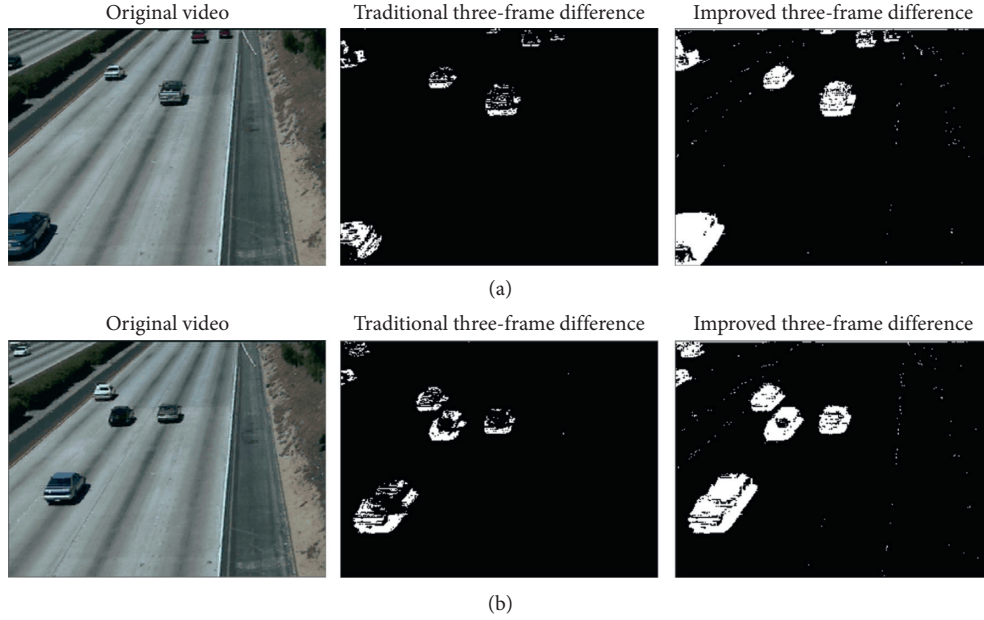 Original video
Traditional three-frame difference
Improved three-frame difference
(a)
Original video
Traditional three-frame difference
Improved three-frame difference
(b)